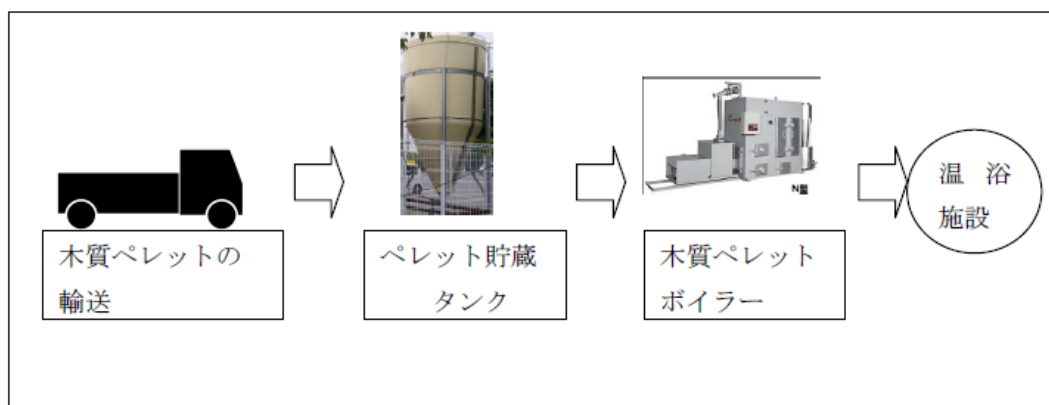 木質ペレットの
輸送
ペレット貯蔵
タンク
木質ペレット
ボイラー
温 浴
施設